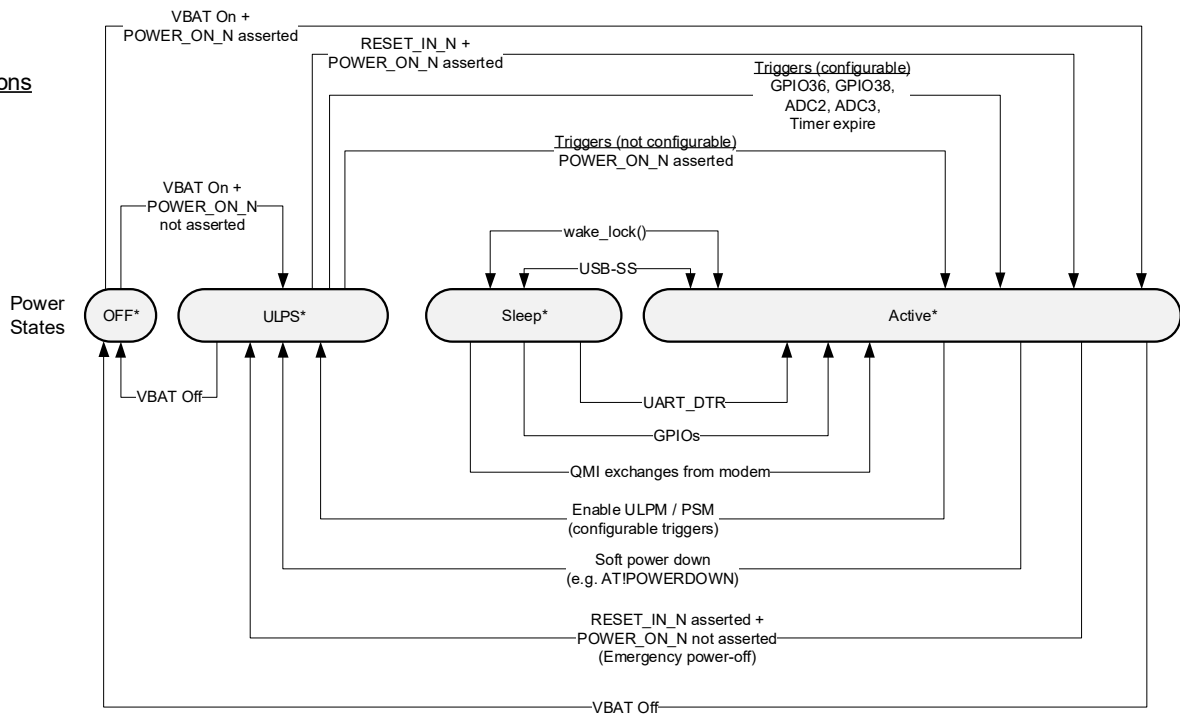 VBAT On +
POWER_ON_N asserted
RESET_IN_N +
POWER_ON_N asserted
ons
Triggers (configurable)
GPIO36, GPIO38,
ADC2, ADC3,
Timer expire
Triggers (not configurable)
POWER_ON_N asserted
VBAT On +
POWER_ON_N
not asserted
wake_lock()
USB-SS
Power
States
OFF*
ULPS*
Sleep*
Active*
VBAT Off
UART_DTR
GPIOs
QMI exchanges from modem
Enable ULPM / PSM
(configurable triggers)
Soft power down
(e.g. AT!POWERDOWN)
RESET_IN_N asserted +
POWER_ON_N not asserted
(Emergency power-off)
VBAT Off